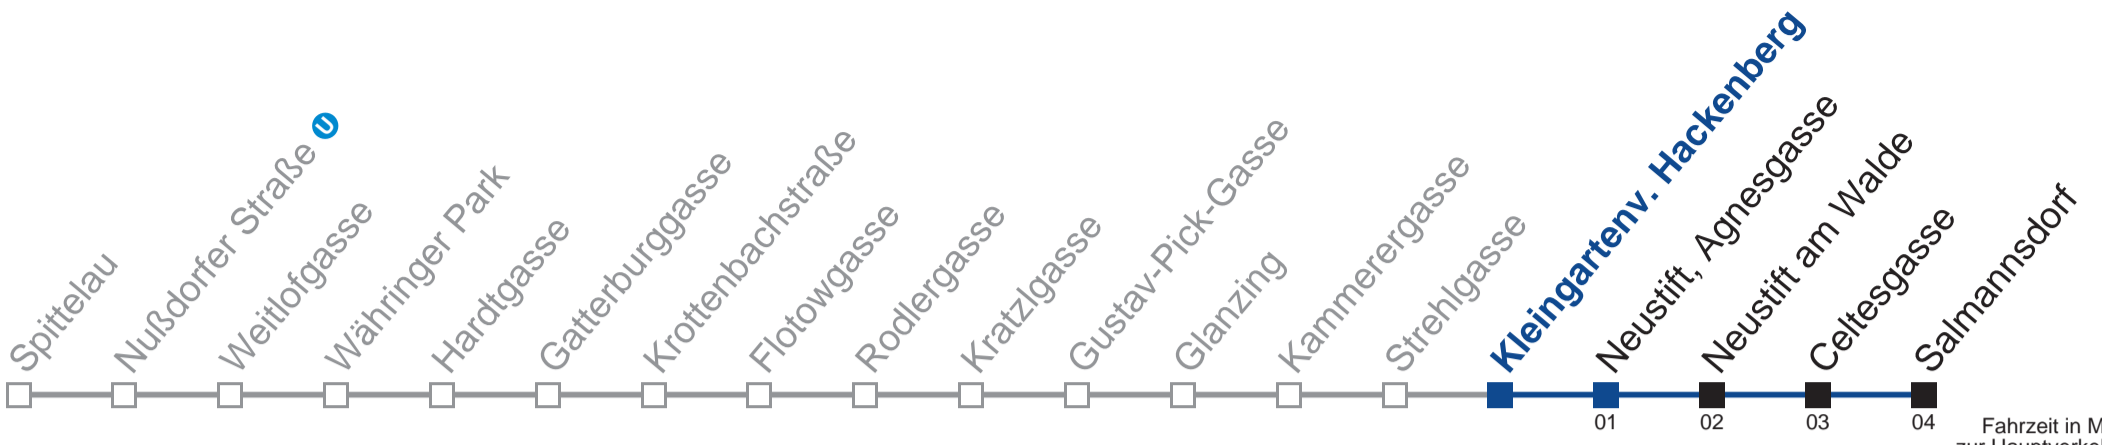 Spittelau
Nußdorfer Straße U
Weitlofgasse
Währinger Park
Hardtgasse
Gatterburggasse
Krottenbachstraße
Flotowgasse
Rodlergasse
Kratzlgasse
Gustav-Pick-Gasse
Glanzing
Kammerergasse
Strehlgasse
Kleingartenv. Hackenberg
Neustift, Agnesgasse
Neustift am Walde
Celtesgasse
Salmannsdorf
01 02 03 04
Fahrzeit in M